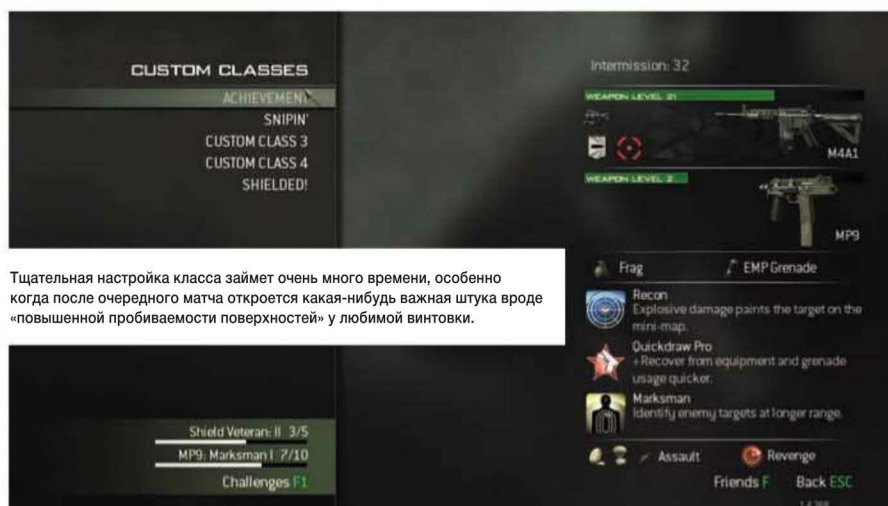 CUSTOM CLASSES
ACHIEVEMENT
SNIPIN'
CUSTOM CLASS 3
CUSTOM CLASS 4
SHIELDED!
Тщательная настройка класса займет очень много времени, особенно
когда после очередного матча откроется какая-нибудь важная штука вроде
«повышенной пробиваемости поверхностей» у любимой винтовки.
Shield Veteran: II 3/5
MP9: Marksman I 7/10
Challenges F1
Intermission: 32
WEAPON LEVEL 21
M4A1
WEAPON LEVEL 2
MP9
Frag EMP Grenade
Recon
Explosive damage paints the target on the
mini-map.
Quickdraw Pro
+Recover from equipment and grenade
usage quicker.
Marksman
Identify enemy targets at longer range.
Assault Revenge
Friends F Back ESC